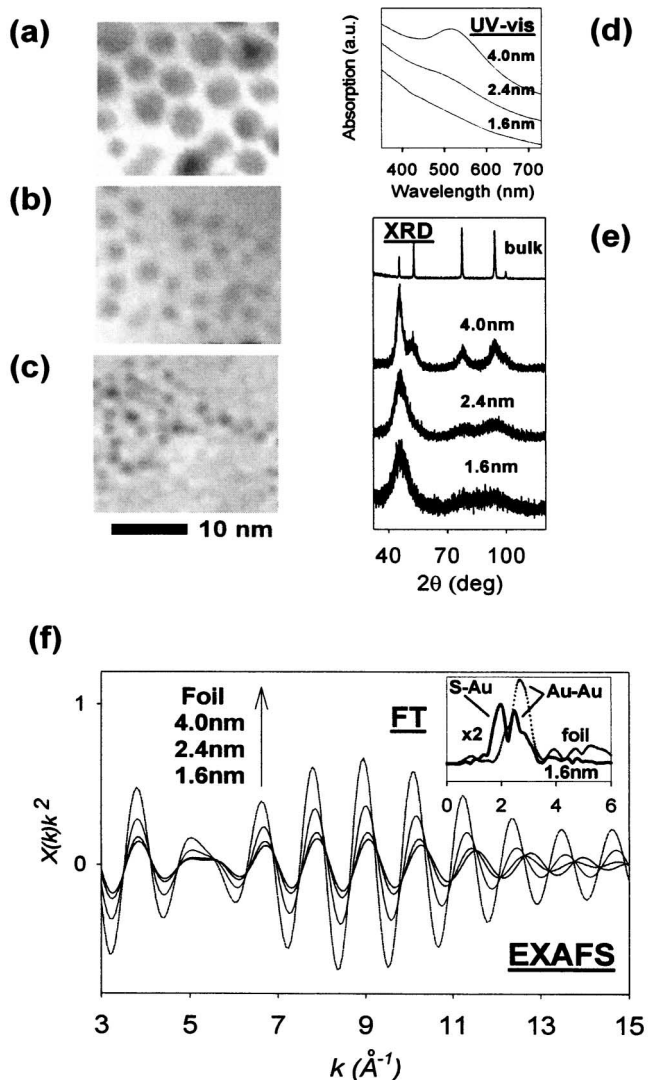 (a)
(b)
(c)
10 nm
(d)
UV-vis
4.0nm
2.4nm
1.6nm
Absorption (a.u.)
400 500 600 700
Wavelength (nm)
(e)
XRD
bulk
4.0nm
2.4nm
1.6nm
40 70 100
2θ (deg)
(f)
1
0
X(k)k²
Foil
4.0nm
2.4nm
1.6nm
FT
S-Au
Au-Au
x2
foil
1.6nm
0 2 4 6
EXAFS
3 5 7 9 11 13 15
k (Å⁻¹)